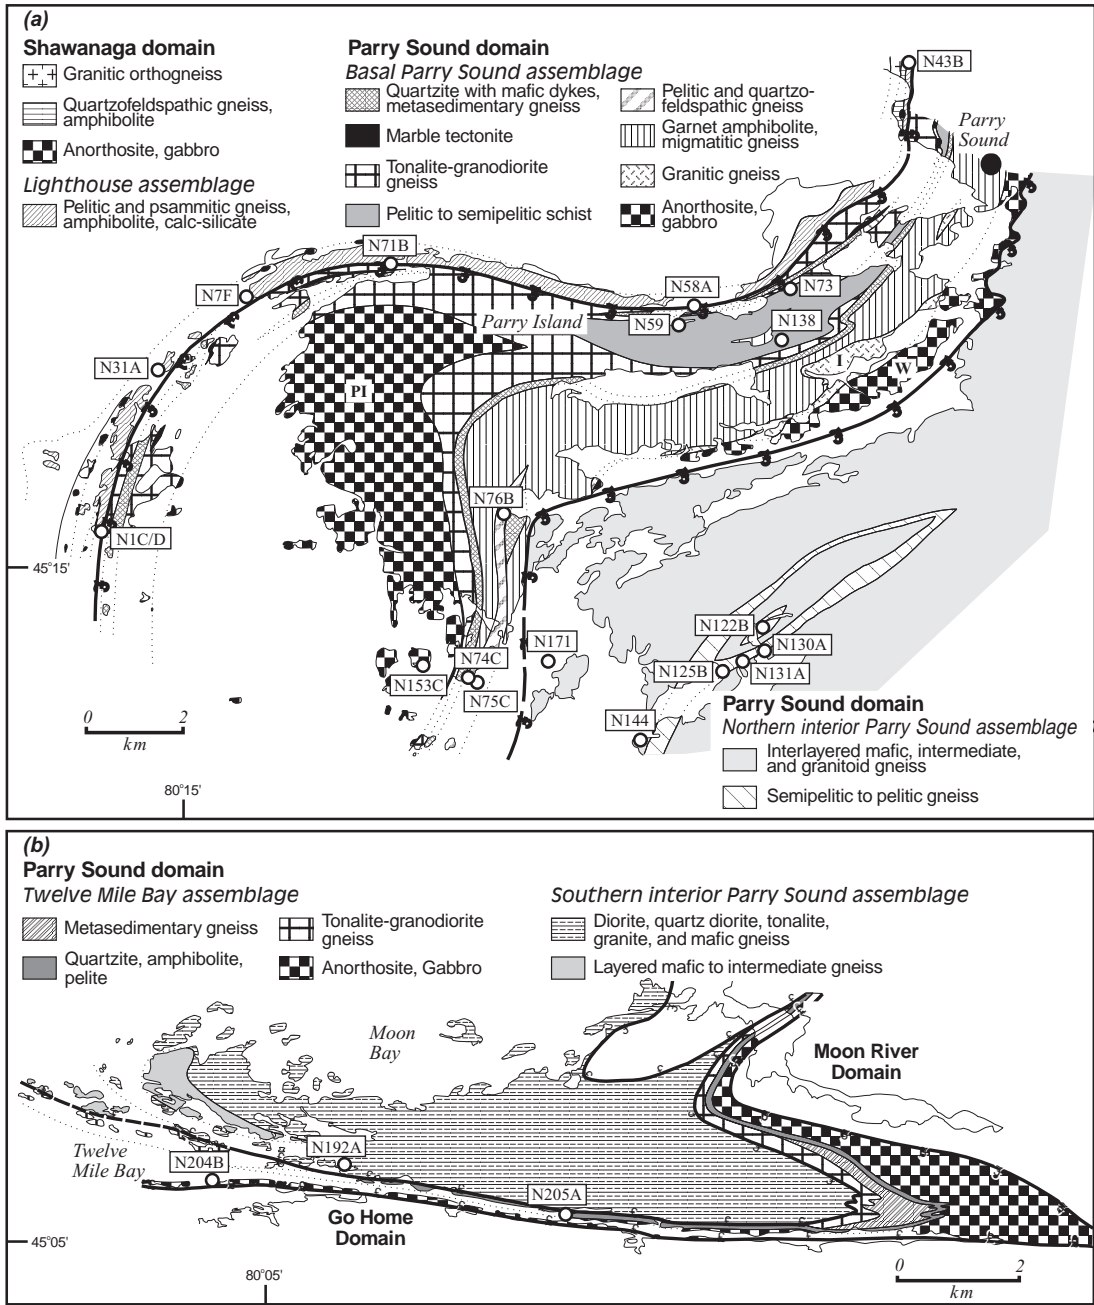 (a)
Shawanaga domain
Granitic orthogneiss
Quartzofeldspathic gneiss,
amphibolite
Anorthosite, gabbro
Lighthouse assemblage
Pelitic and psammitic gneiss,
amphibolite, calc-silicate
Parry Sound domain
Basal Parry Sound assemblage
Quartzite with mafic dykes,
metasedimentary gneiss
Marble tectonite
Tonalite-granodiorite
gneiss
Pelitic to semipelitic schist
Pelitic and quartzo-
feldspathic gneiss
Garnet amphibolite,
migmatitic gneiss
Granitic gneiss
Anorthosite,
gabbro
N43B
Parry
Sound
N71B
N7F
N58A
N73
Parry Island
N59
N138
N31A
PI
I
W
N76B
N1C/D
45°15'
N122B
N171
N130A
N74C
N125B
N131A
N153C
N75C
N144
0 2
km
80°15'
Parry Sound domain
Northern interior Parry Sound assemblage
Interlayered mafic, intermediate,
and granitoid gneiss
Semipelitic to pelitic gneiss
(b)
Parry Sound domain
Twelve Mile Bay assemblage
Metasedimentary gneiss
Quartzite, amphibolite,
pelite
Tonalite-granodiorite
gneiss
Anorthosite, Gabbro
Southern interior Parry Sound assemblage
Diorite, quartz diorite, tonalite,
granite, and mafic gneiss
Layered mafic to intermediate gneiss
Moon
Bay
Moon River
Domain
Twelve
Mile Bay
N192A
N204B
N205A
Go Home
Domain
45°05'
80°05'
0 2
km